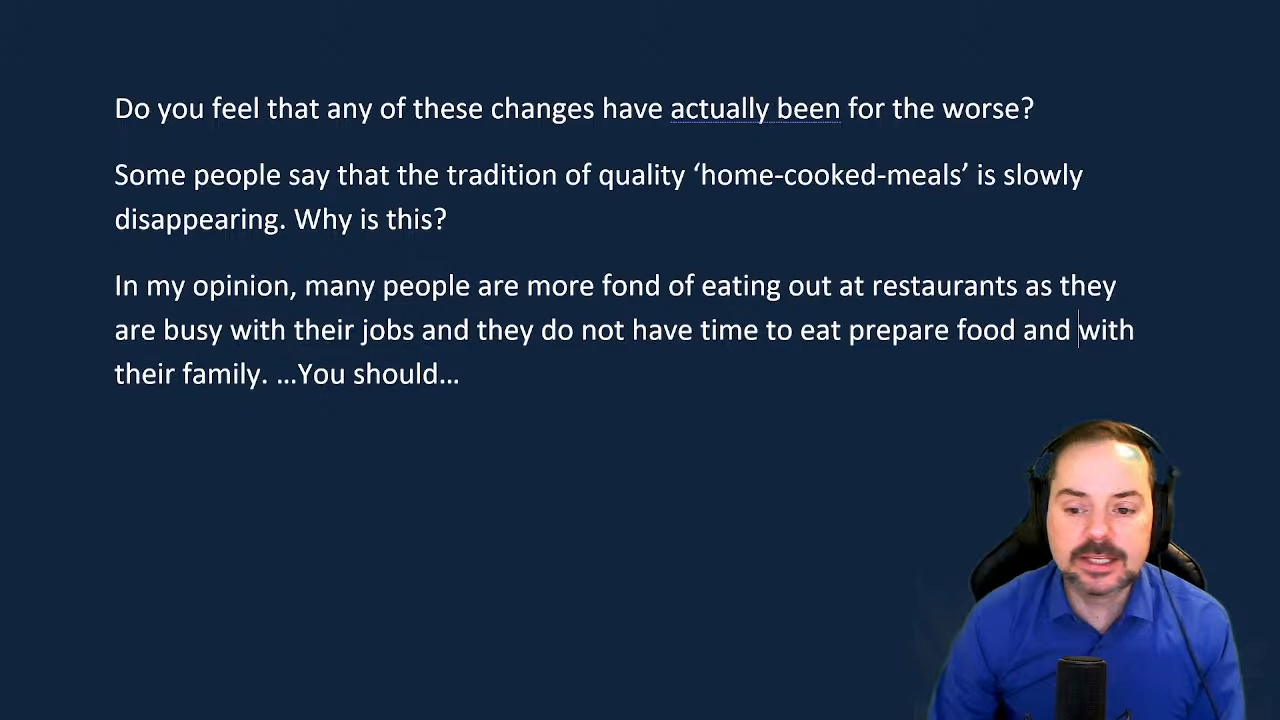 Do you feel that any of these changes have actually been for the worse?
Some people say that the tradition of quality ‘home-cooked-meals’ is slowly
disappearing. Why is this?
In my opinion, many people are more fond of eating out at restaurants as they
are busy with their jobs and they do not have time to eat prepare food and with
their family. …You should…